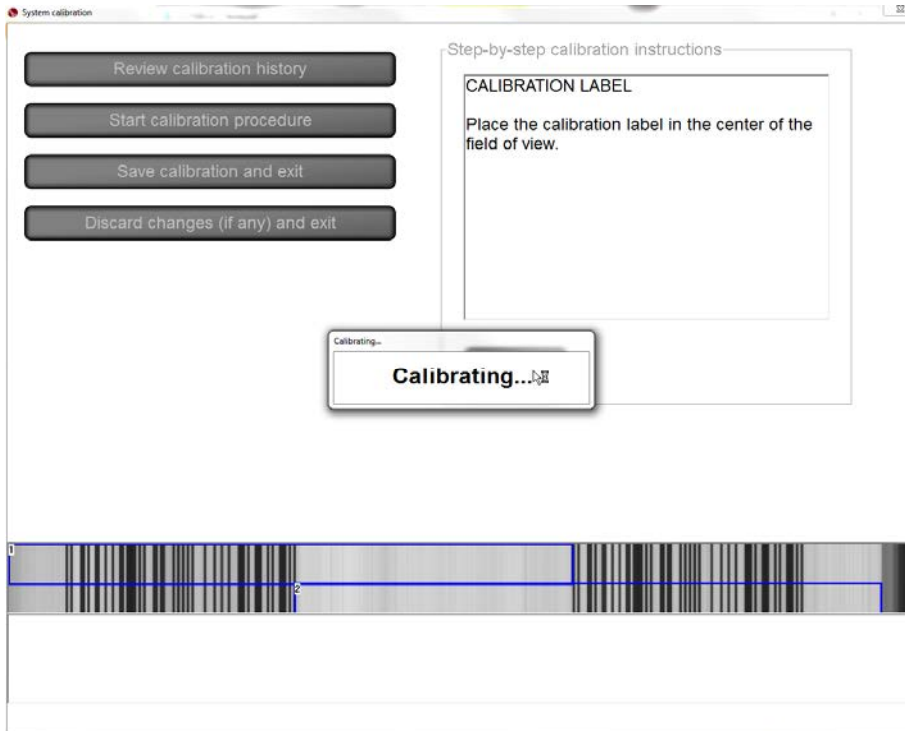 System calibration
Review calibration history
Start calibration procedure
Save calibration and exit
Discard changes (if any) and exit
Step-by-step calibration instructions
CALIBRATION LABEL
Place the calibration label in the center of the
field of view.
Calibrating...
Calibrating...
1
2